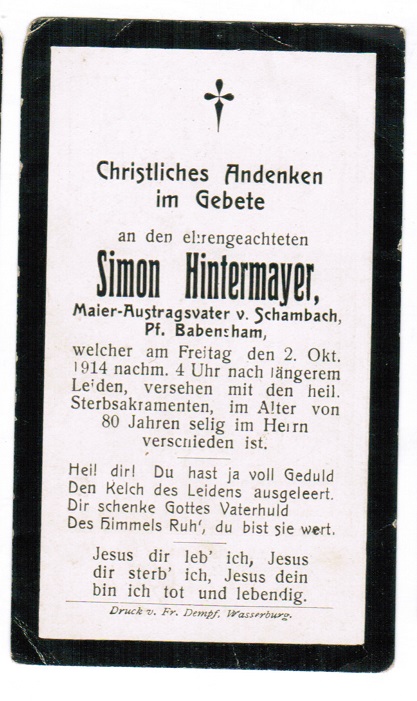 Christliches Andenken
im Gebete
an den ehrengeachteten
Simon Hintermayer,
Maier-Austragsvater v. Schambach,
Pf. Babensham,
welcher am Freitag den 2. Okt.
1914 nachm. 4 Uhr nach längerem
Leiden, versehen mit den heil.
Sterbsakramenten, im Alter von
80 Jahren selig im Herrn
verschieden ist.
Heil dir! Du hast ja voll Geduld
Den Kelch des Leidens ausgeleert.
Dir schenke Gottes Vaterhuld
Des Himmels Ruh', du bist sie wert.
Jesus dir leb' ich, Jesus
dir sterb' ich, Jesus dein
bin ich tot und lebendig.
Druck v. Fr. Dempf, Wasserburg.